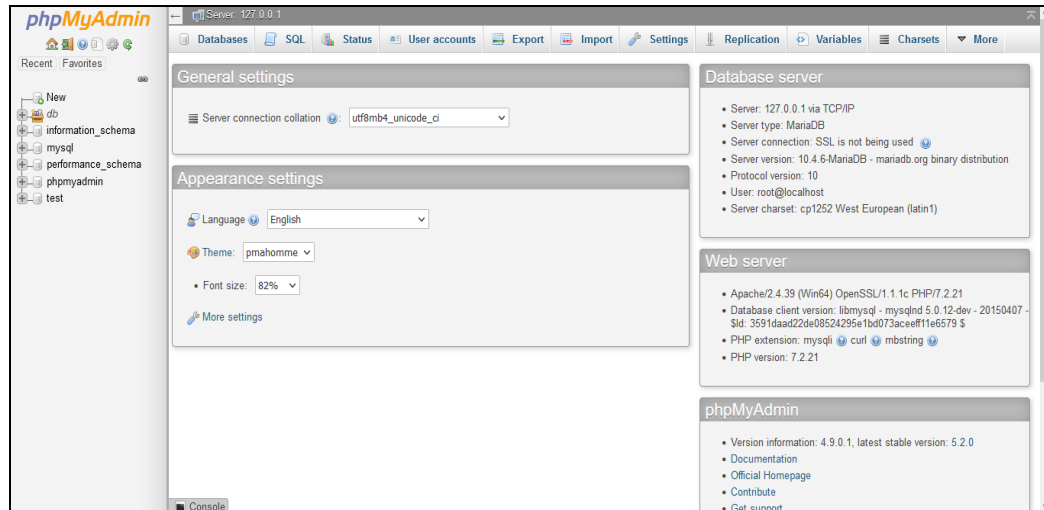 phpMyAdmin
Recent Favorites
New
db
information_schema
mysql
performance_schema
phpmyadmin
test
Server: 127.0.0.1
Databases SQL Status User accounts Export Import Settings Replication Variables Charsets More
General settings
Server connection collation : utf8mb4_unicode_ci
Appearance settings
Language English
Theme: pmahomme
• Font size: 82%
More settings
Database server
• Server: 127.0.0.1 via TCP/IP
• Server type: MariaDB
• Server connection: SSL is not being used
• Server version: 10.4.6-MariaDB - mariadb.org binary distribution
• Protocol version: 10
• User: root@localhost
• Server charset: cp1252 West European (latin1)
Web server
• Apache/2.4.39 (Win64) OpenSSL/1.1.1c PHP/7.2.21
• Database client version: libmysql - mysqlnd 5.0.12-dev - 20150407 -
$Id: 3591daad22de08524295e1bd073aceeff11e6579 $
• PHP extension: mysqli curl mbstring
• PHP version: 7.2.21
phpMyAdmin
• Version information: 4.9.0.1, latest stable version: 5.2.0
• Documentation
• Official Homepage
• Contribute
• Get support
Console